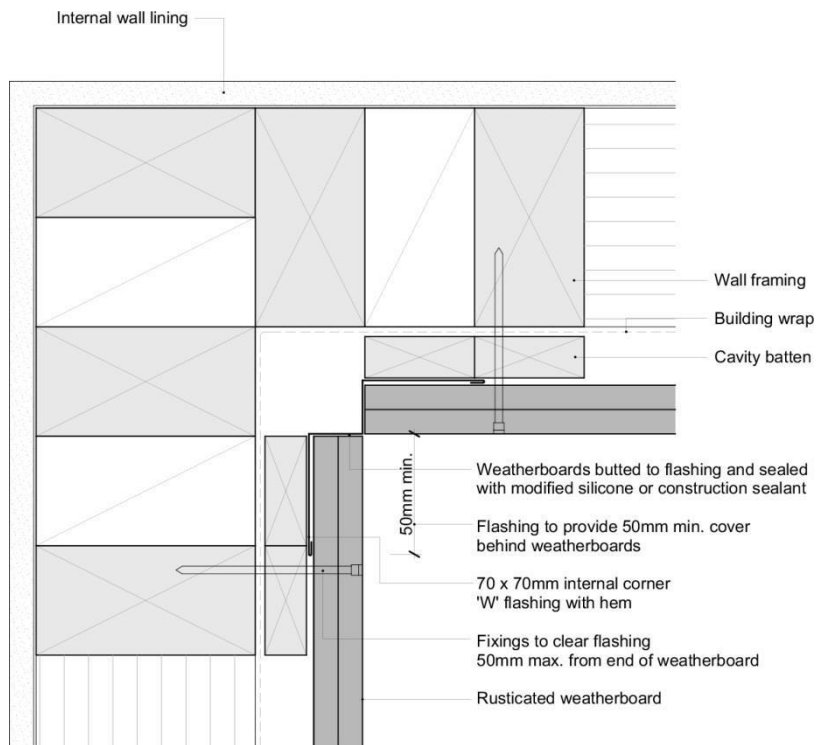 Internal wall lining
Wall framing
Building wrap
Cavity batten
Weatherboards butted to flashing and sealed
with modified silicone or construction sealant
50mm min.
Flashing to provide 50mm min. cover
behind weatherboards
70 x 70mm internal corner
'W' flashing with hem
Fixings to clear flashing
50mm max. from end of weatherboard
Rusticated weatherboard